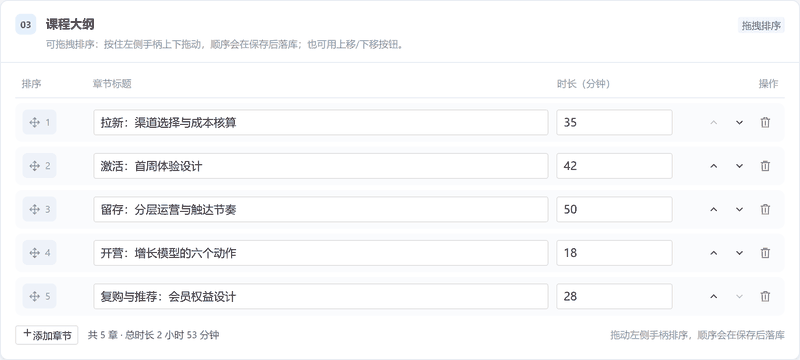 03 课程大纲 拖拽排序
可拖拽排序：按住左侧手柄上下拖动，顺序会在保存后落库；也可用上移/下移按钮。
排序 章节标题 时长（分钟） 操作
1 拉新：渠道选择与成本核算 35
2 激活：首周体验设计 42
3 留存：分层运营与触达节奏 50
4 开营：增长模型的六个动作 18
5 复购与推荐：会员权益设计 28
+添加章节 共 5 章 · 总时长 2 小时 53 分钟 拖动左侧手柄排序，顺序会在保存后落库